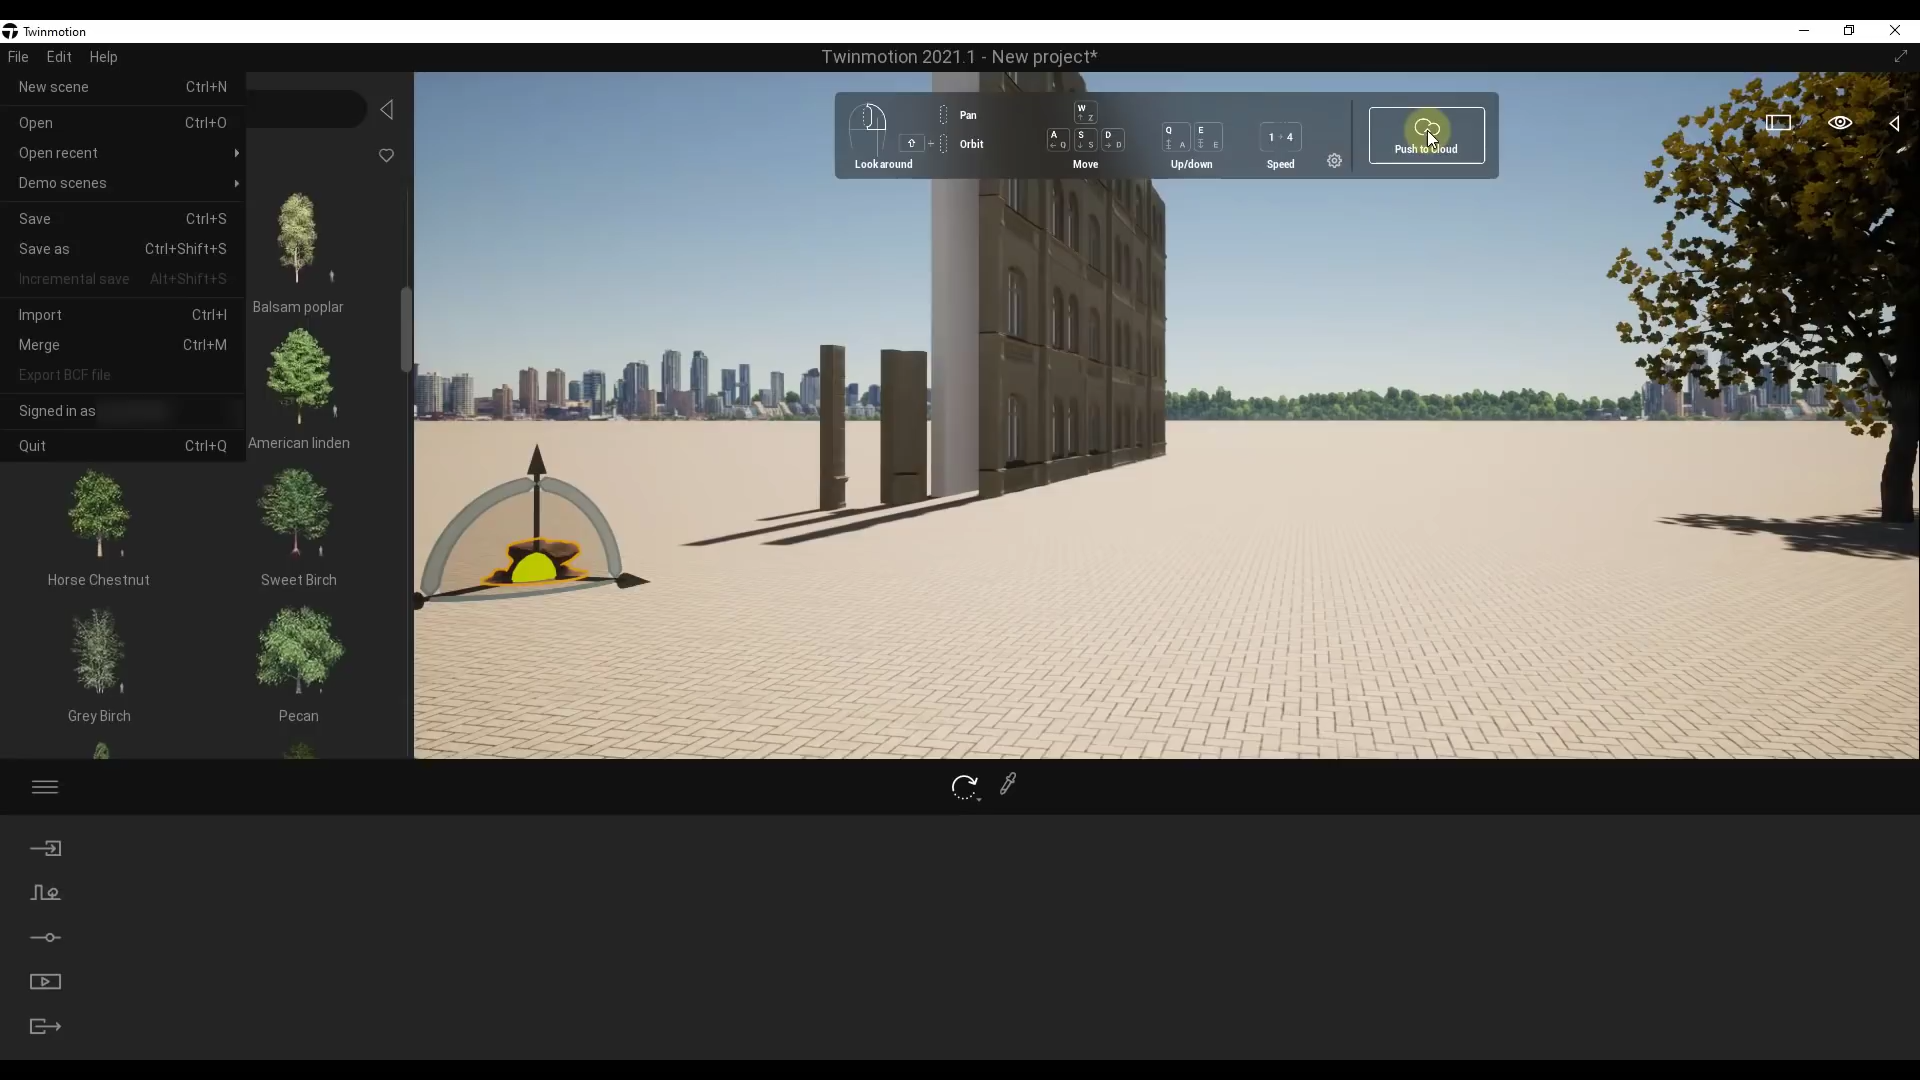 Twinmotion
File Edit Help
Twinmotion 2021.1 - New project*
New scene Ctrl+N
Open Ctrl+O
Open recent
Demo scenes
Save Ctrl+S
Save as Ctrl+Shift+S
Incremental save Alt+Shift+S
Import Ctrl+I
Merge Ctrl+M
Export BCF file
Signed in as
Quit Ctrl+Q
Balsam poplar
American linden
Horse Chestnut
Sweet Birch
Grey Birch
Pecan
Look around
Pan
Orbit
W
Z
A
Q
S
S
D
D
Move
Q
A
E
E
Up/down
1 - 4
Speed
Push to Cloud